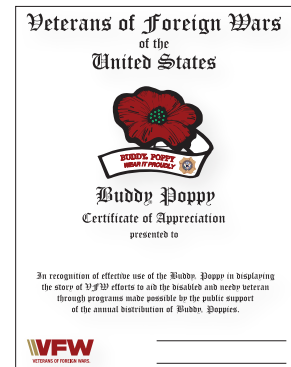 Veterans of Foreign Wars
of the
United States
BUDDY, POPPY
WEAR IT PROUDLY
Buddy Poppy
Certificate of Appreciation
presented to
In recognition of effective use of the Buddy, Poppy in displaying
the story of VFW efforts to aid the disabled and needy veteran
through programs made possible by the public support
of the annual distribution of Buddy, Poppies.
VFW
VETERANS OF FOREIGN WARS.